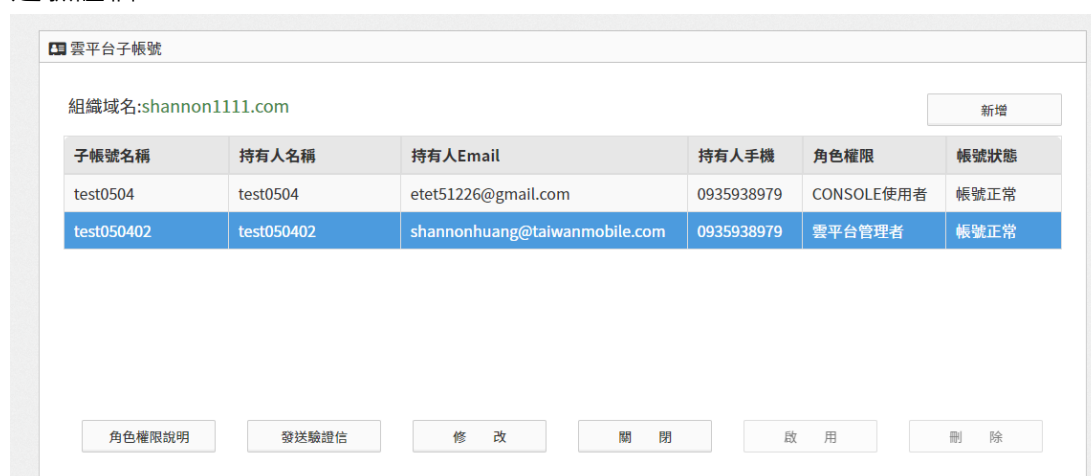 雲平台子帳號
組織域名:shannon1111.com
新增
子帳號名稱 持有人名稱 持有人Email 持有人手機 角色權限 帳號狀態
test0504 test0504 etet51226@gmail.com 0935938979 CONSOLE使用者 帳號正常
test050402 test050402 shannonhuang@taiwanmobile.com 0935938979 雲平台管理者 帳號正常
角色權限說明 發送驗證信 修 改 關 閉 啟 用 刪 除